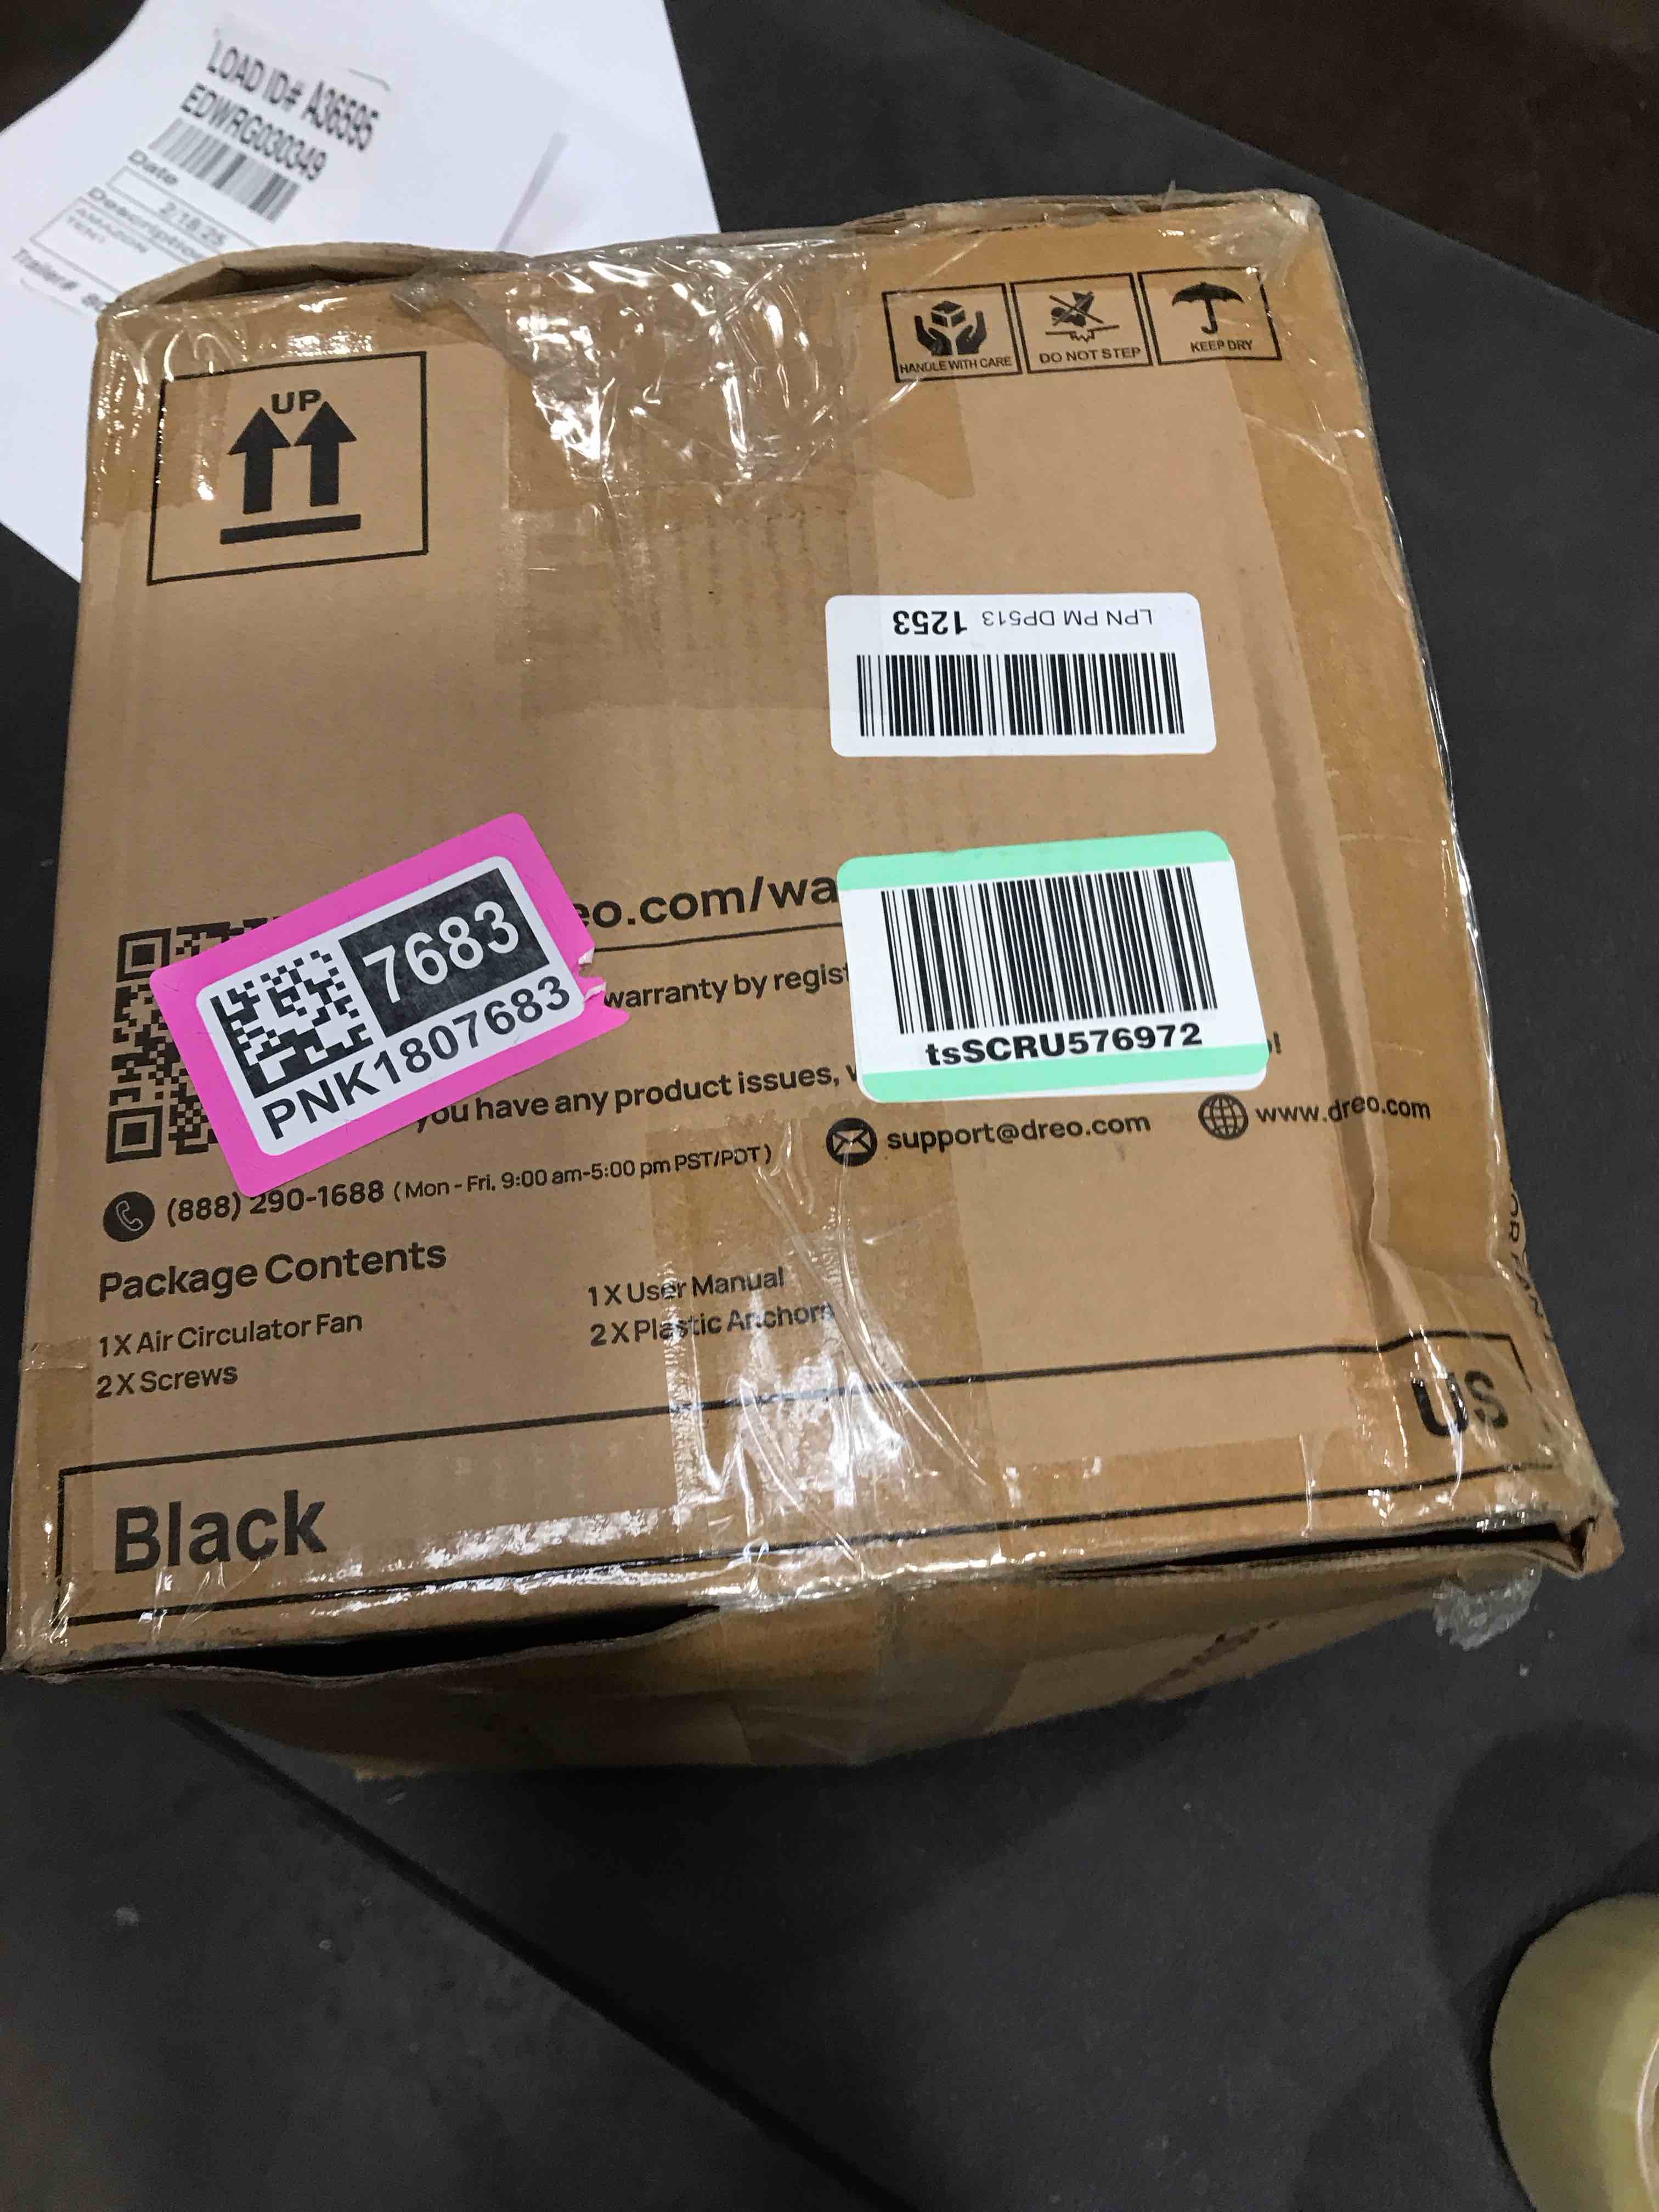 LOAD ID# A36595
EDWRG030349
Date
2.18.25
Description
AMAZON
Trailer#
UP
HANDLE WITH CARE
DO NOT STEP
KEEP DRY
LPN PM DP513 1253
eo.com/wa
7683
PNK1807683
warranty by regist
tsSCRU576972
you have any product issues,
support@dreo.com
www.dreo.com
(888) 290-1688 (Mon - Fri, 9:00 am-5:00 pm PST/PDT)
Package Contents
1 X Air Circulator Fan
1 X User Manual
2 X Screws
2 X Plastic Anchors
US
Black